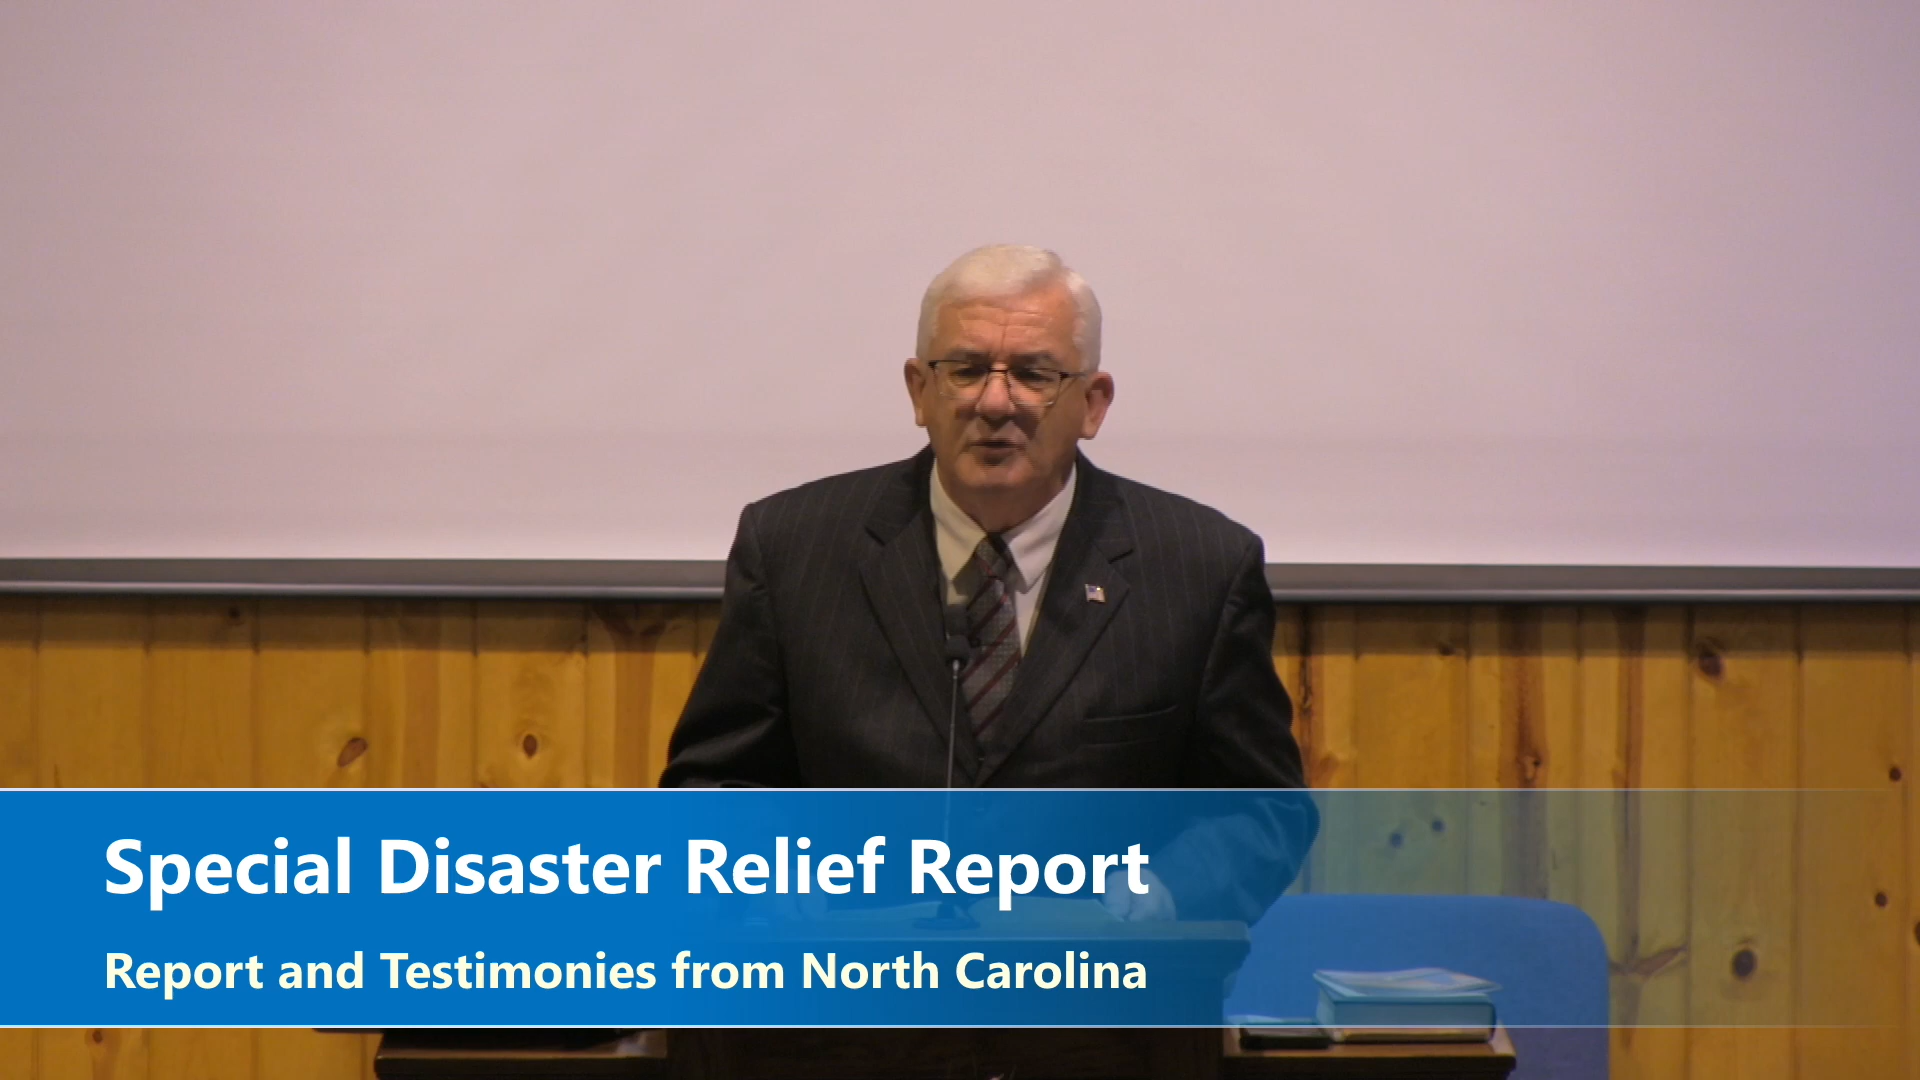 Special Disaster Relief Report
Report and Testimonies from North Carolina